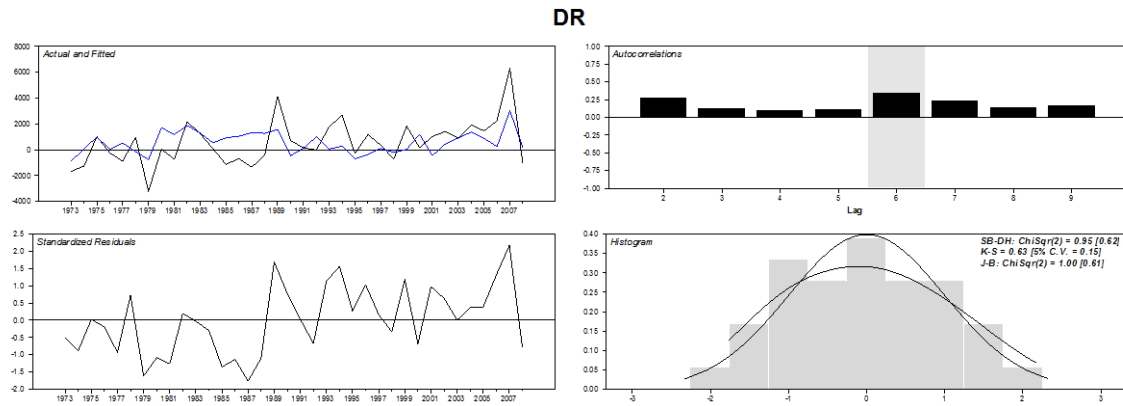 DR
Actual and Fitted
8000
6000
4000
2000
0
-2000
-4000
1973 1975 1977 1979 1981 1983 1985 1987 1989 1991 1993 1995 1997 1999 2001 2003 2005 2007
Autocorrelations
1.00
0.75
0.50
0.25
0.00
-0.25
-0.50
-0.75
-1.00
2 3 4 5 6 7 8 9
Lag
Standardized Residuals
2.5
2.0
1.5
1.0
0.5
0.0
-0.5
-1.0
-1.5
-2.0
1973 1975 1977 1979 1981 1983 1985 1987 1989 1991 1993 1995 1997 1999 2001 2003 2005 2007
Histogram
SB-DH: ChiSqr(2) = 0.95 [0.62]
K-S = 0.63 [5% C.V. = 0.15]
J-B: ChiSqr(2) = 1.00 [0.61]
0.40
0.35
0.30
0.25
0.20
0.15
0.10
0.05
0.00
-3 -2 -1 0 1 2 3